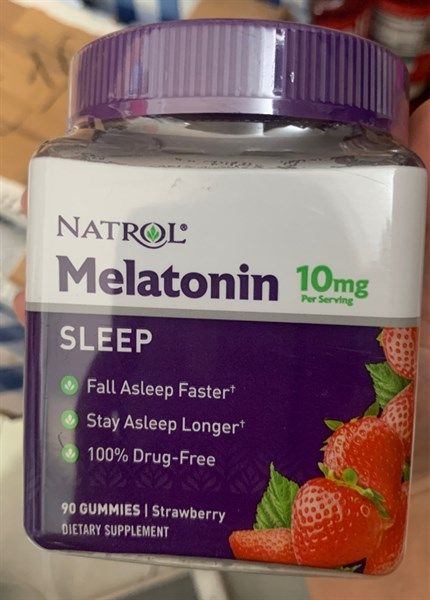 NATROL®
Melatonin 10mg
Per Serving
SLEEP
Fall Asleep Faster†
Stay Asleep Longer†
100% Drug-Free
90 GUMMIES | Strawberry
DIETARY SUPPLEMENT